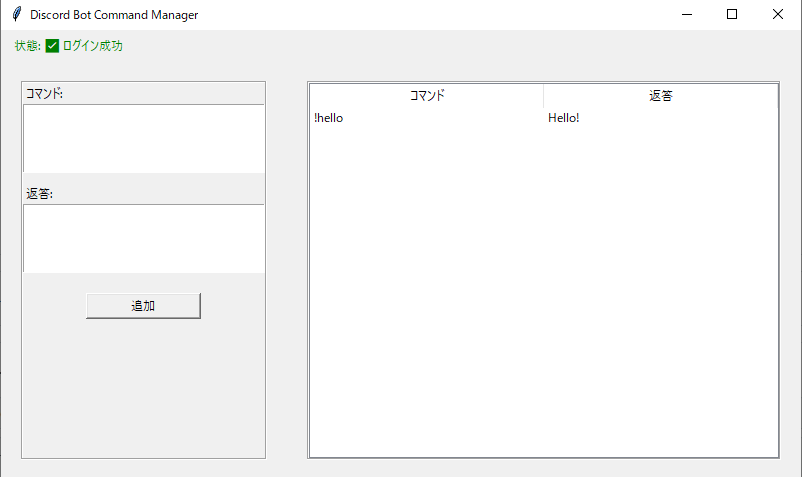 Discord Bot Command Manager
状態: ✅ ログイン成功
コマンド:
返答:
追加
コマンド 返答
!hello Hello!